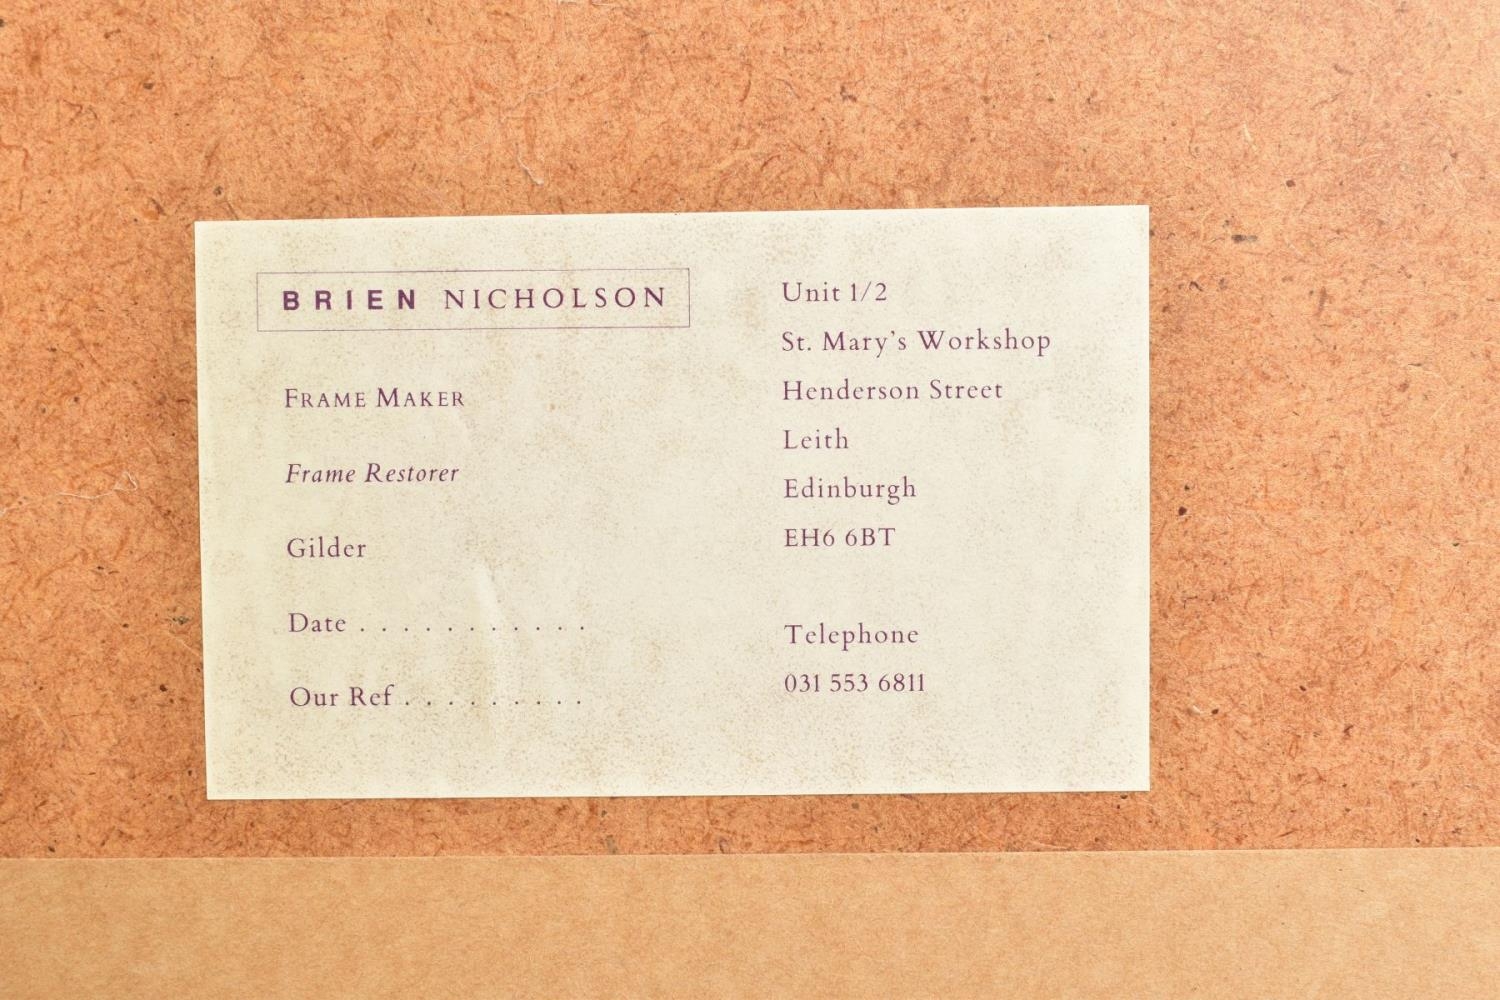 BRIEN NICHOLSON
FRAME MAKER
Frame Restorer
Gilder
Date . . . . . . . . . . .
Our Ref . . . . . . . . .
Unit 1/2
St. Mary's Workshop
Henderson Street
Leith
Edinburgh
EH6 6BT
Telephone
031 553 6811